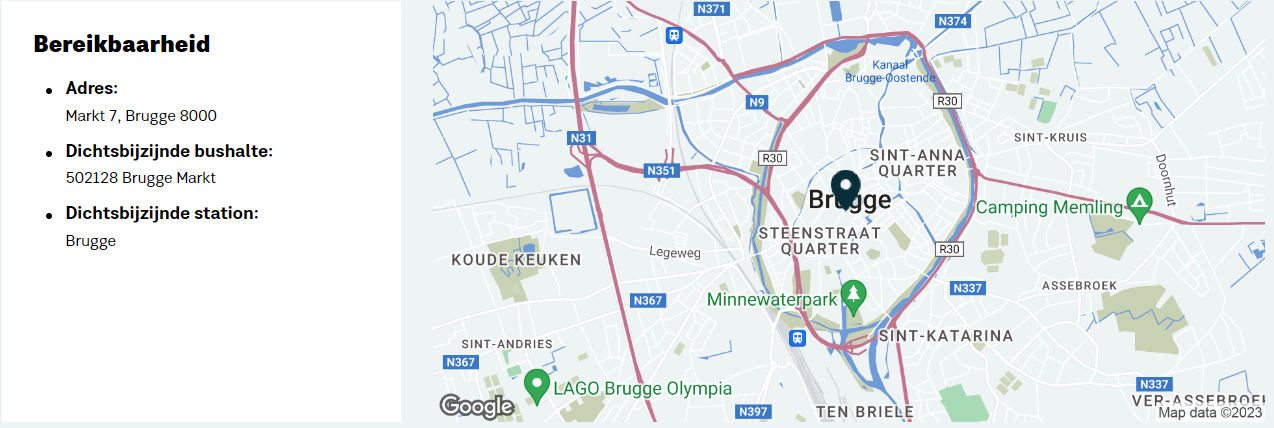 Bereikbaarheid
Adres:
Markt 7, Brugge 8000
Dichtsbijzijnde bushalte:
502128 Brugge Markt
Dichtsbijzijnde station:
Brugge
N371
N374
Kanaal
Brugge-Oostende
N9
R30
N31
SINT-KRUIS
R30
SINT-ANNA
QUARTER
Doornhut
N351
Brugge
Camping Memling
STEENSTRAAT
QUARTER
R30
Legeweg
KOUDE-KEUKEN
ASSEBROEK
N337
N367
Minnewaterpark
SINT-KATARINA
SINT-ANDRIES
N367
LAGO Brugge Olympia
N337
VER-ASSEBROE
Google
N397
TEN BRIELE
Map data ©2023